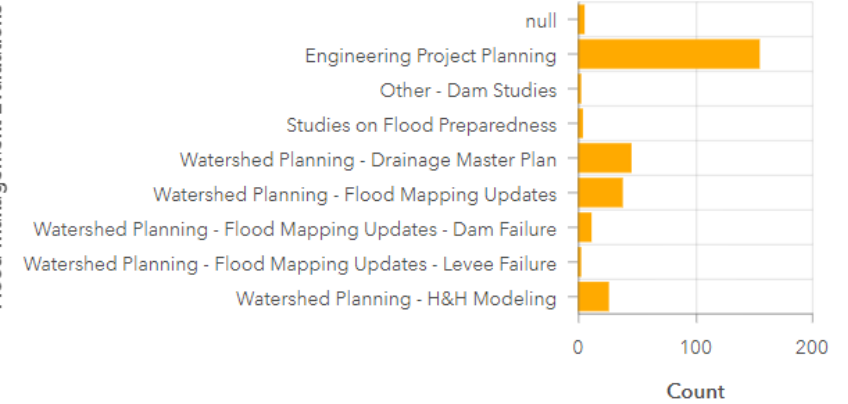 null
Engineering Project Planning
Other - Dam Studies
Studies on Flood Preparedness
Watershed Planning - Drainage Master Plan
Watershed Planning - Flood Mapping Updates
Watershed Planning - Flood Mapping Updates - Dam Failure
Watershed Planning - Flood Mapping Updates - Levee Failure
Watershed Planning - H&H Modeling
0 100 200
Count